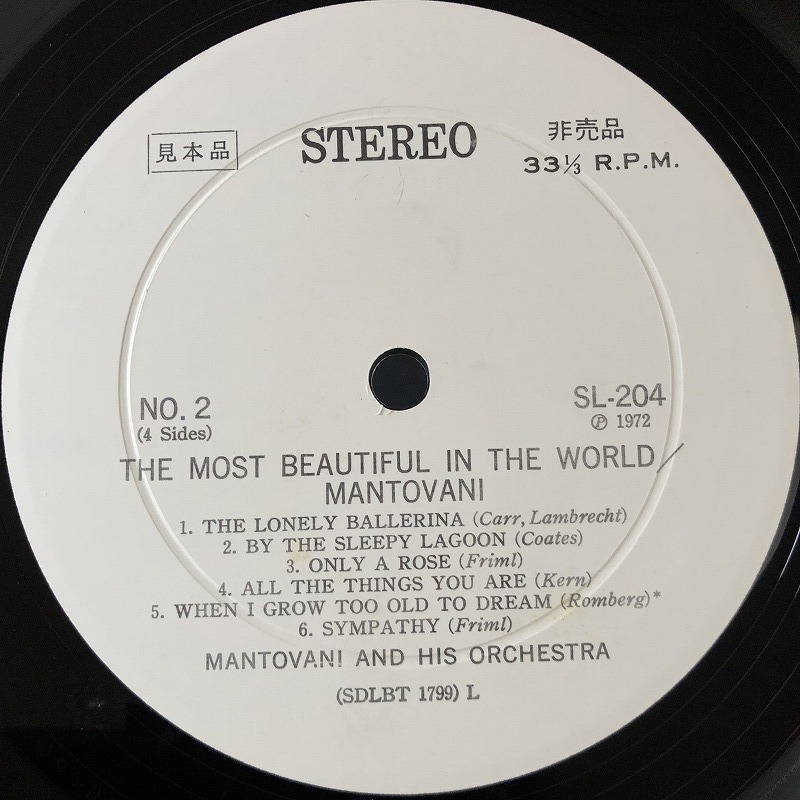 見本品
STEREO
非売品
33⅓ R.P.M.
NO. 2
(4 Sides)
SL-204
Ⓟ 1972
THE MOST BEAUTIFUL IN THE WORLD/
MANTOVANI
1. THE LONELY BALLERINA (Carr, Lambrecht)
2. BY THE SLEEPY LAGOON (Coates)
3. ONLY A ROSE (Friml)
4. ALL THE THINGS YOU ARE (Kern)
5. WHEN I GROW TOO OLD TO DREAM (Romberg)*
6. SYMPATHY (Friml)
MANTOVANI AND HIS ORCHESTRA
(SDLBT 1799) L